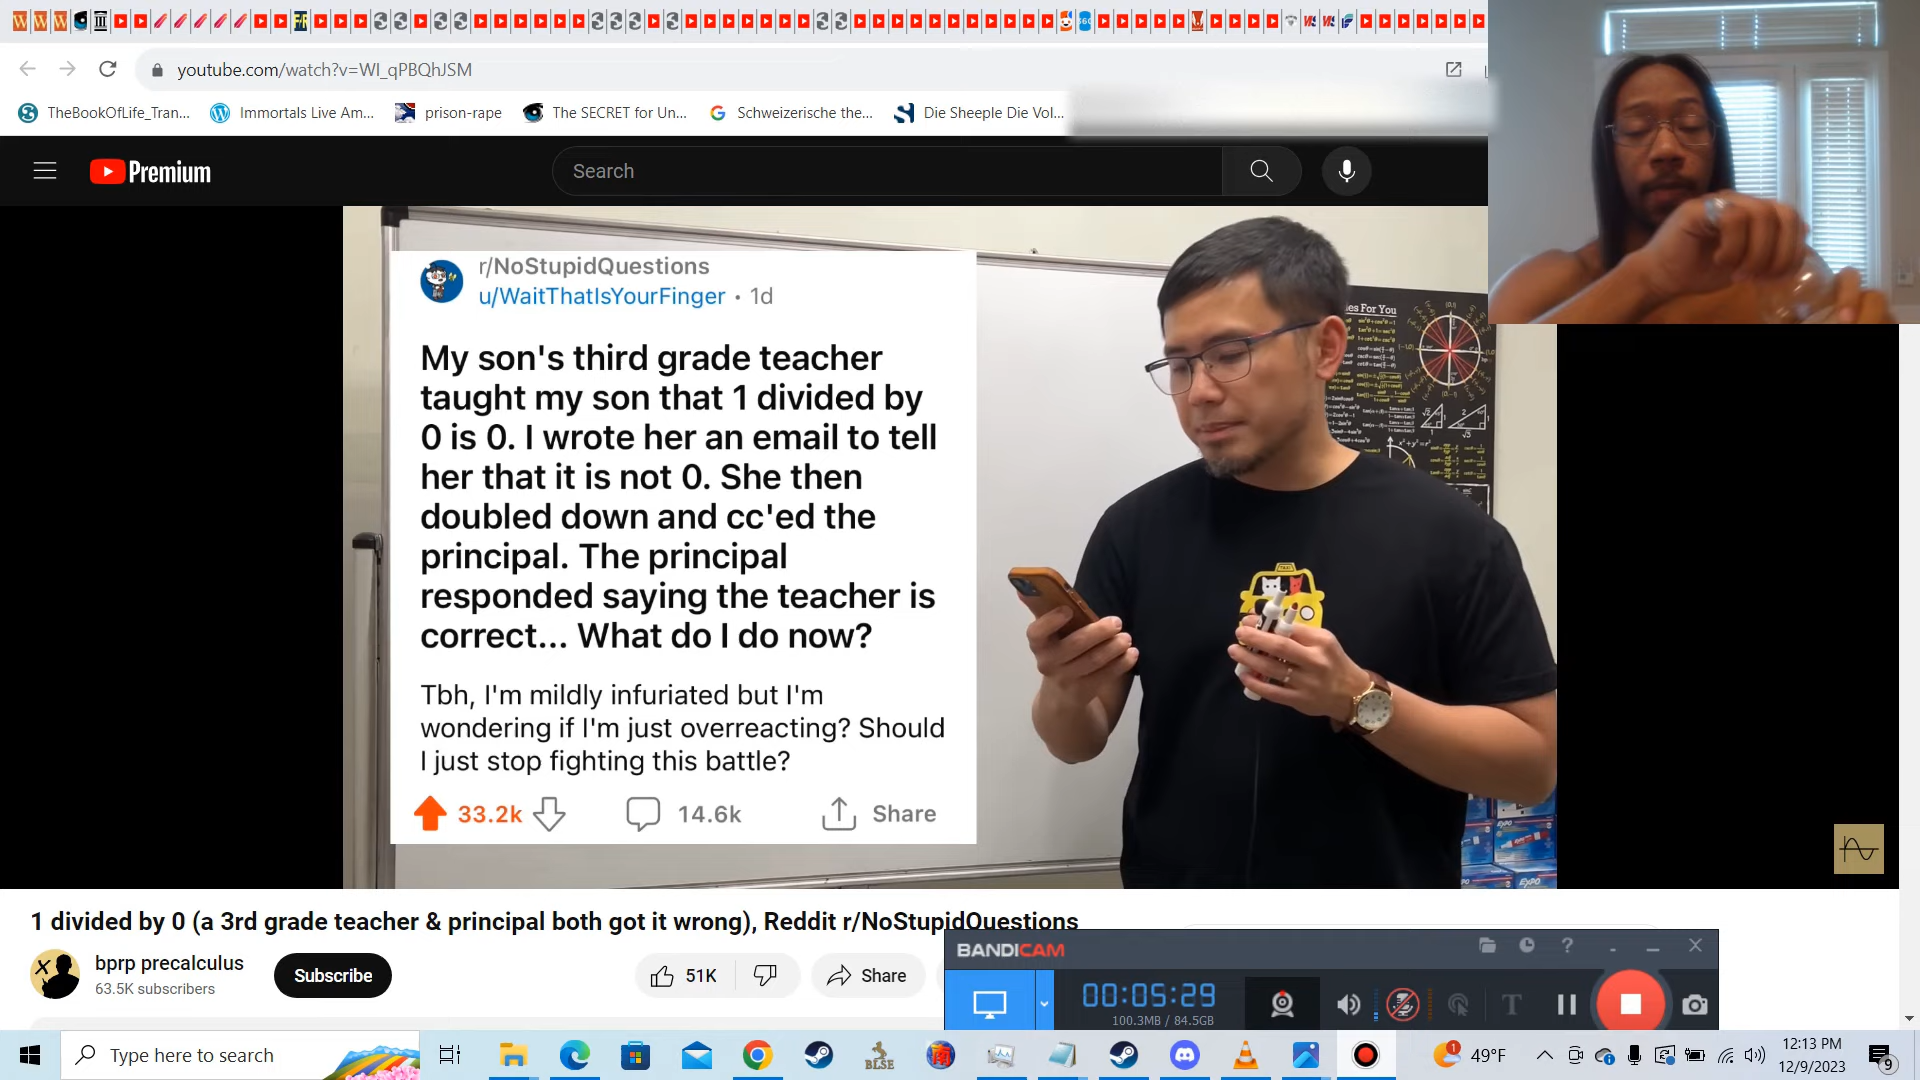 youtube.com/watch?v=WI_qPBQhJSM
TheBookOfLife_Tran...
Immortals Live Am...
prison-rape
The SECRET for Un...
Schweizerische the...
Die Sheeple Die Vol...
Premium
Search
r/NoStupidQuestions
u/WaitThatIsYourFinger • 1d
My son's third grade teacher
taught my son that 1 divided by
0 is 0. I wrote her an email to tell
her that it is not 0. She then
doubled down and cc'ed the
principal. The principal
responded saying the teacher is
correct... What do I do now?
Tbh, I'm mildly infuriated but I'm
wondering if I'm just overreacting? Should
I just stop fighting this battle?
33.2k
14.6k
Share
es For You
EXPO
1 divided by 0 (a 3rd grade teacher & principal both got it wrong), Reddit r/NoStupidQuestions
bprp precalculus
63.5K subscribers
Subscribe
51K
Share
BANDICAM
00:05:29
100.3MB / 84.5GB
Type here to search
BLSE
1
49°F
12:13 PM
12/9/2023
9